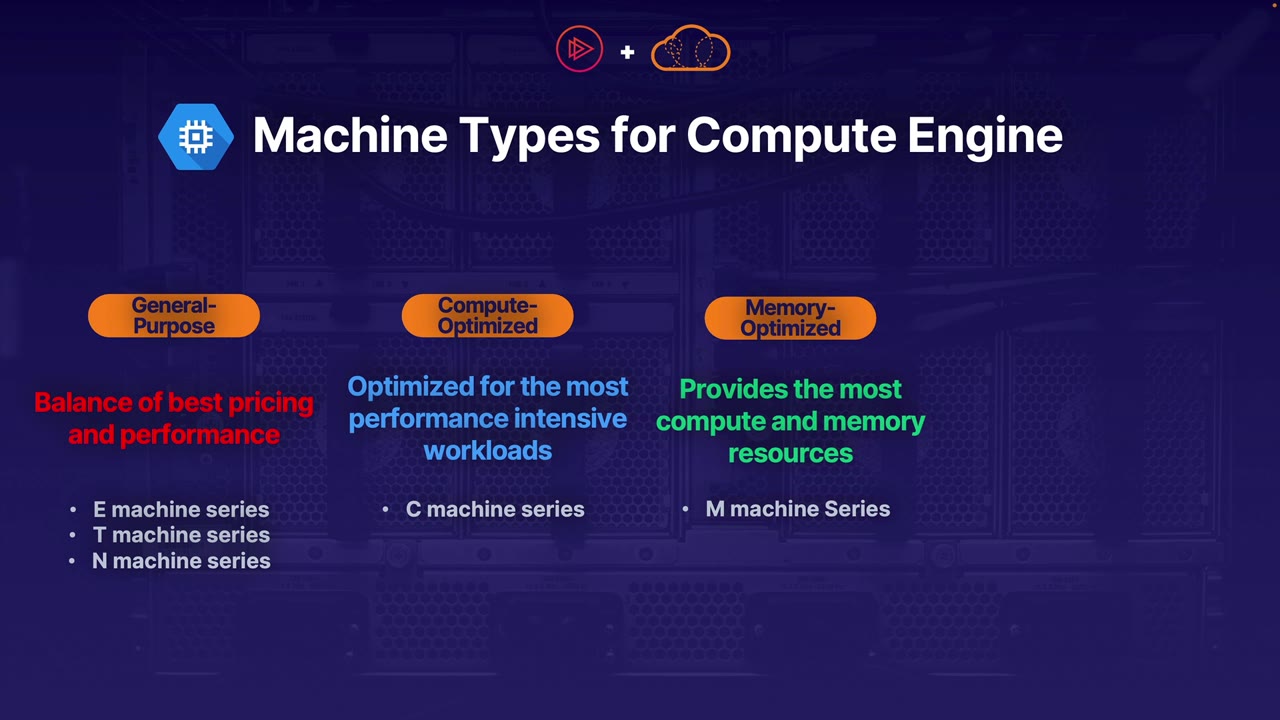 +
Machine Types for Compute Engine
General-
Purpose
Balance of best pricing
and performance
• E machine series
• T machine series
• N machine series
Compute-
Optimized
Optimized for the most
performance intensive
workloads
• C machine series
Memory-
Optimized
Provides the most
compute and memory
resources
• M machine Series